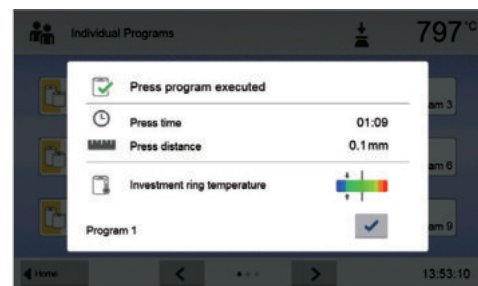 Individual Programs
797°C
Press program executed
Press time 01:09
Press distance 0.1 mm
Investment ring temperature
Program 1
am 3
am 6
am 9
Home
13:53:10